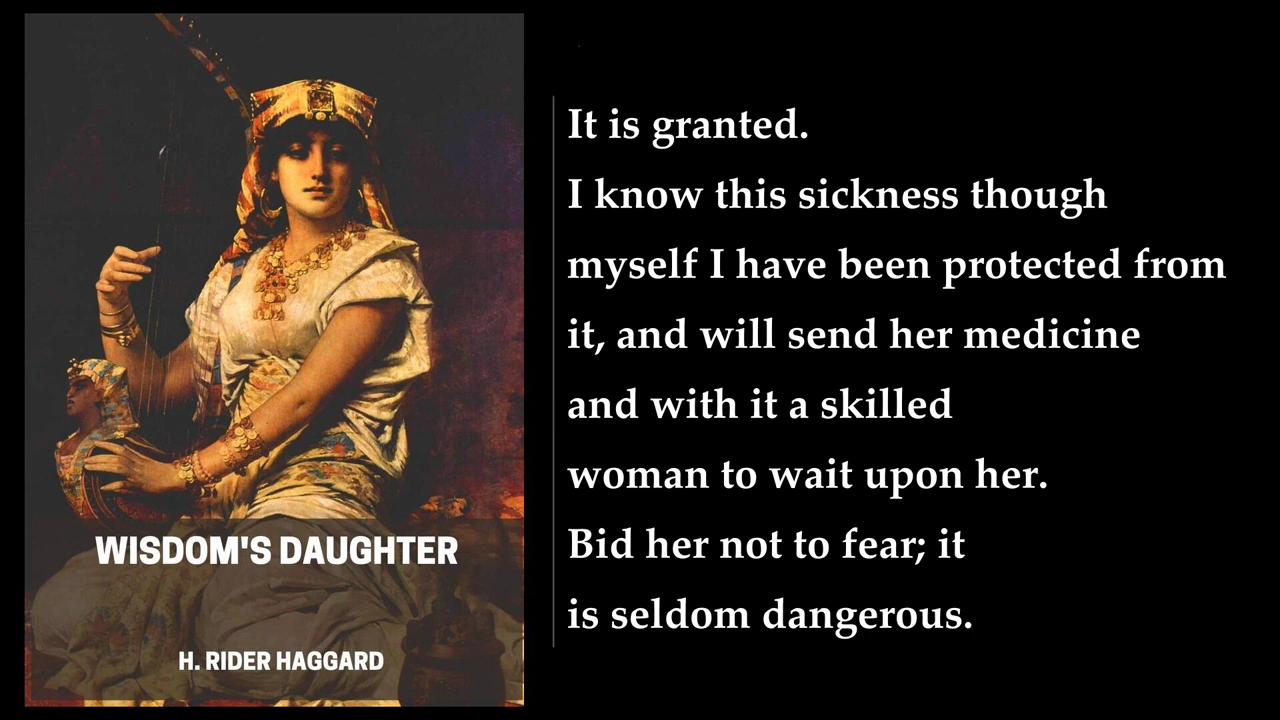 WISDOM'S DAUGHTER
H. RIDER HAGGARD
It is granted.
I know this sickness though
myself I have been protected from
it, and will send her medicine
and with it a skilled
woman to wait upon her.
Bid her not to fear; it
is seldom dangerous.